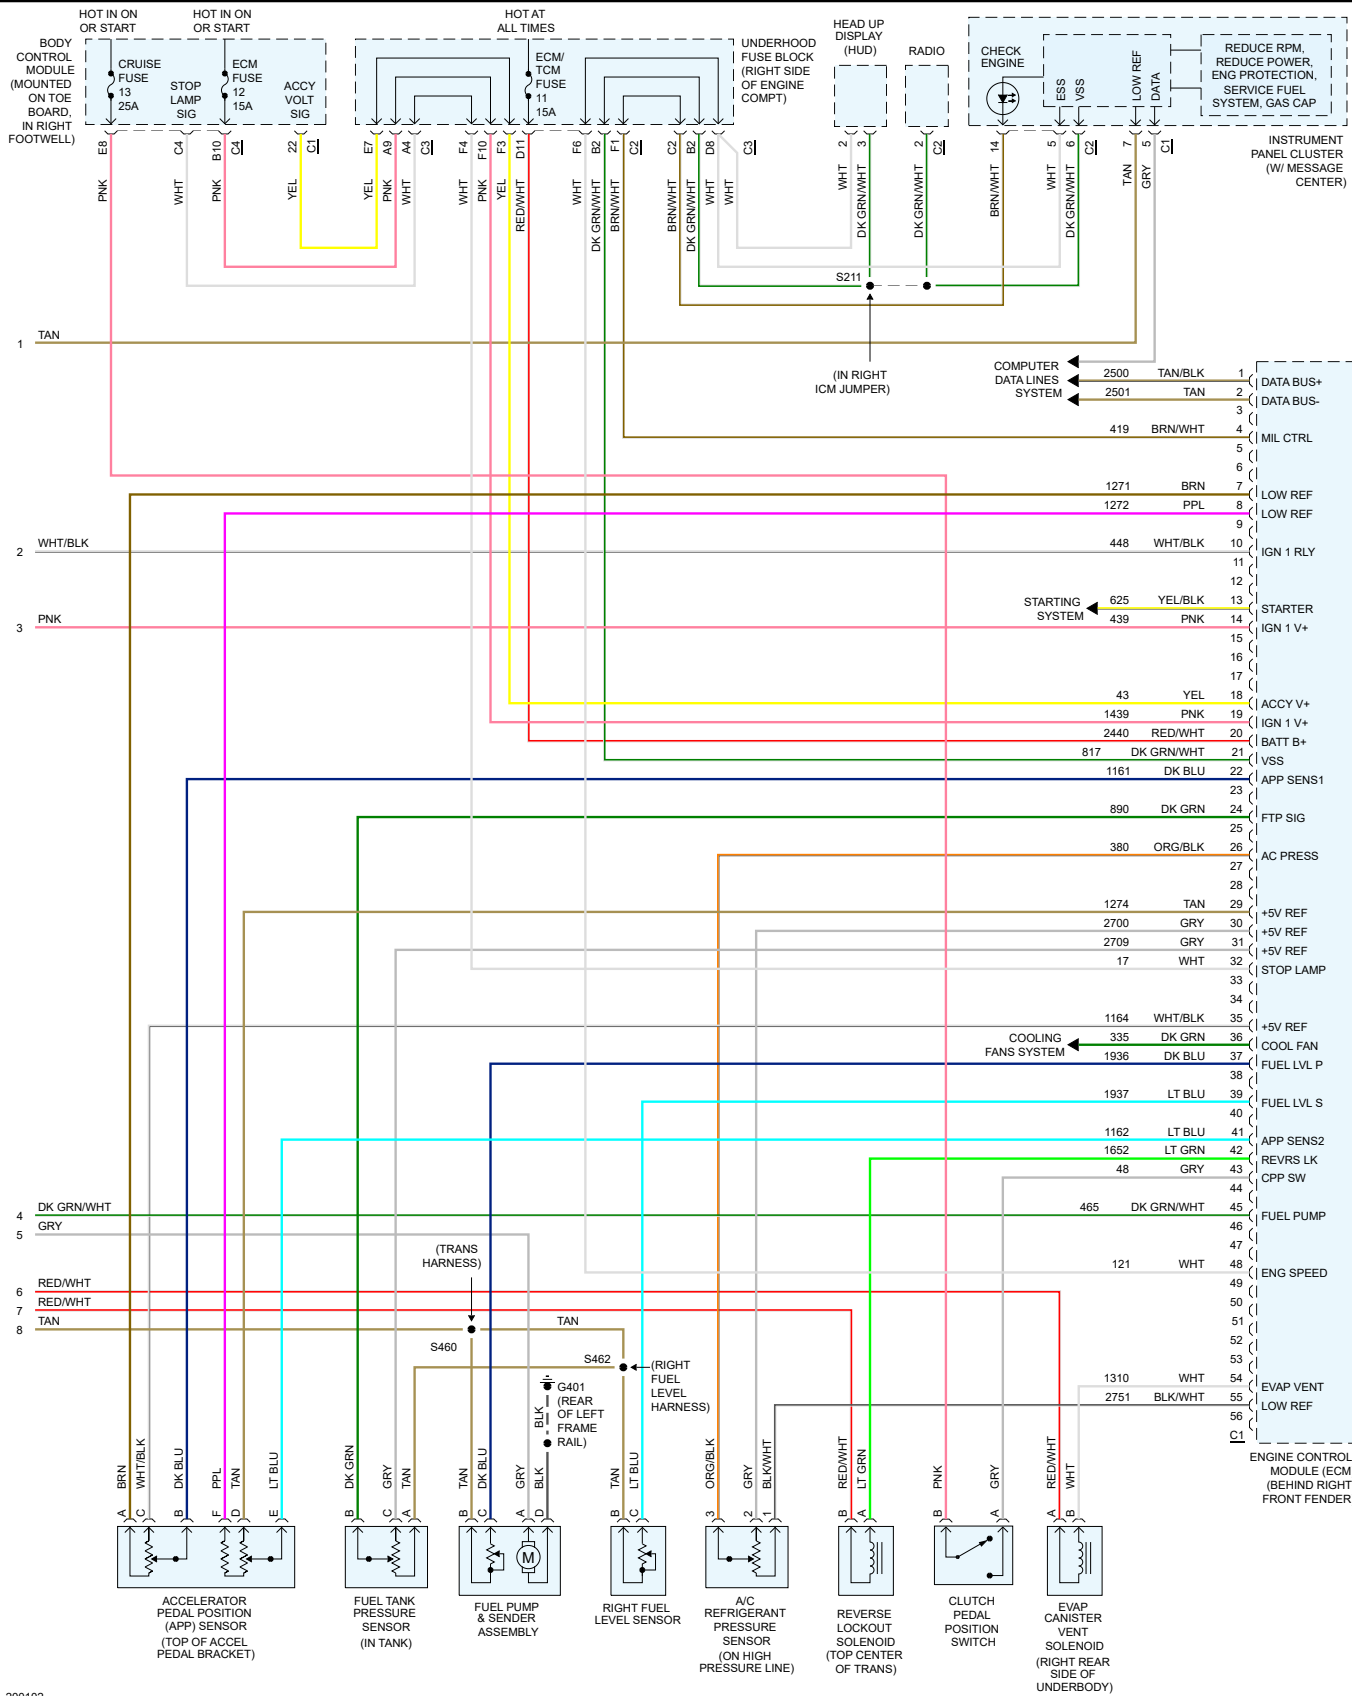 HOT IN ON
OR START
HOT IN ON
OR START
HOT AT
ALL TIMES
BODY
CONTROL
MODULE
(MOUNTED
ON TOE
BOARD,
IN RIGHT
FOOTWELL)
CRUISE
FUSE
13
25A
STOP
LAMP
SIG
ECM
FUSE
12
15A
ACCY
VOLT
SIG
ECM/
TCM
FUSE
11
15A
UNDERHOOD
FUSE BLOCK
(RIGHT SIDE
OF ENGINE
COMPT)
HEAD UP
DISPLAY
(HUD)
RADIO
CHECK
ENGINE
ESS
VSS
LOW REF
DATA
REDUCE RPM,
REDUCE POWER,
ENG PROTECTION,
SERVICE FUEL
SYSTEM, GAS CAP
INSTRUMENT
PANEL CLUSTER
(W/ MESSAGE
CENTER)
E8
C4
B10
C4
22
C1
E7
A9
A4
C3
F4
F10
F3
D11
F6
B2
F1
C2
C2
B2
D8
C3
2
3
2
C2
14
5
6
C2
7
5
C1
PNK
WHT
PNK
YEL
YEL
PNK
WHT
WHT
PNK
YEL
RED/WHT
WHT
DK GRN/WHT
BRN/WHT
BRN/WHT
DK GRN/WHT
WHT
WHT
WHT
DK GRN/WHT
DK GRN/WHT
BRN/WHT
WHT
DK GRN/WHT
TAN
GRY
S211
(IN RIGHT
ICM JUMPER)
1 TAN
2 WHT/BLK
3 PNK
4 DK GRN/WHT
5 GRY
6 RED/WHT
7 RED/WHT
8 TAN
COMPUTER
DATA LINES
SYSTEM
2500 TAN/BLK 1 DATA BUS+
2501 TAN 2 DATA BUS-
3
419 BRN/WHT 4 MIL CTRL
5
6
1271 BRN 7 LOW REF
1272 PPL 8 LOW REF
9
448 WHT/BLK 10 IGN 1 RLY
11
12
STARTING
SYSTEM
625 YEL/BLK 13 STARTER
439 PNK 14 IGN 1 V+
15
16
17
43 YEL 18 ACCY V+
1439 PNK 19 IGN 1 V+
2440 RED/WHT 20 BATT B+
817 DK GRN/WHT 21 VSS
1161 DK BLU 22 APP SENS1
23
890 DK GRN 24 FTP SIG
25
380 ORG/BLK 26 AC PRESS
27
28
1274 TAN 29 +5V REF
2700 GRY 30 +5V REF
2709 GRY 31 +5V REF
17 WHT 32 STOP LAMP
33
34
1164 WHT/BLK 35 +5V REF
COOLING
FANS SYSTEM
335 DK GRN 36 COOL FAN
1936 DK BLU 37 FUEL LVL P
38
1937 LT BLU 39 FUEL LVL S
40
1162 LT BLU 41 APP SENS2
1652 LT GRN 42 REVRS LK
48 GRY 43 CPP SW
44
465 DK GRN/WHT 45 FUEL PUMP
46
47
121 WHT 48 ENG SPEED
49
50
51
52
53
1310 WHT 54 EVAP VENT
2751 BLK/WHT 55 LOW REF
56
C1
ENGINE CONTROL
MODULE (ECM
(BEHIND RIGHT
FRONT FENDER
(TRANS
HARNESS)
S460
TAN
S462
(RIGHT
FUEL
LEVEL
HARNESS)
G401
(REAR
OF LEFT
FRAME
RAIL)
BLK
BRN
WHT/BLK
DK BLU
PPL
TAN
LT BLU
DK GRN
GRY
TAN
TAN
DK BLU
GRY
BLK
TAN
LT BLU
ORG/BLK
GRY
BLK/WHT
RED/WHT
LT GRN
PNK
GRY
RED/WHT
WHT
A
C
B
F
D
E
B
C
A
B
C
A
D
B
C
3
2
1
B
A
B
A
A
B
M
ACCELERATOR
PEDAL POSITION
(APP) SENSOR
(TOP OF ACCEL
PEDAL BRACKET)
FUEL TANK
PRESSURE
SENSOR
(IN TANK)
FUEL PUMP
& SENDER
ASSEMBLY
RIGHT FUEL
LEVEL SENSOR
A/C
REFRIGERANT
PRESSURE
SENSOR
(ON HIGH
PRESSURE LINE)
REVERSE
LOCKOUT
SOLENOID
(TOP CENTER
OF TRANS)
CLUTCH
PEDAL
POSITION
SWITCH
EVAP
CANISTER
VENT
SOLENOID
(RIGHT REAR
SIDE OF
UNDERBODY)